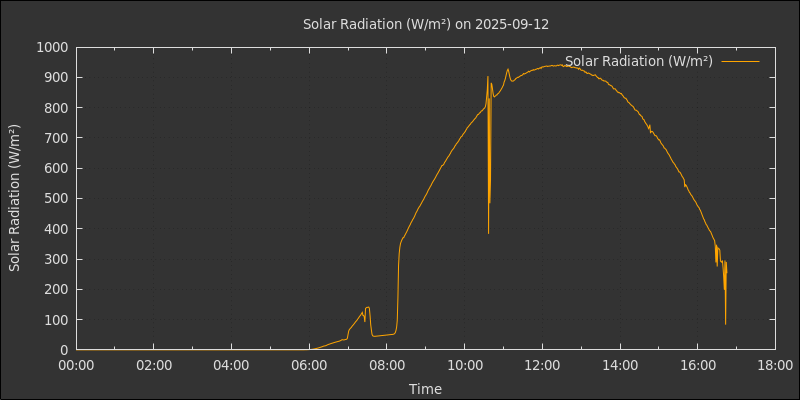 Solar Radiation (W/m²) on 2025-09-12
Solar Radiation (W/m²)
Solar Radiation (W/m²)
1000
900
800
700
600
500
400
300
200
100
0
00:00 02:00 04:00 06:00 08:00 10:00 12:00 14:00 16:00 18:00
Time